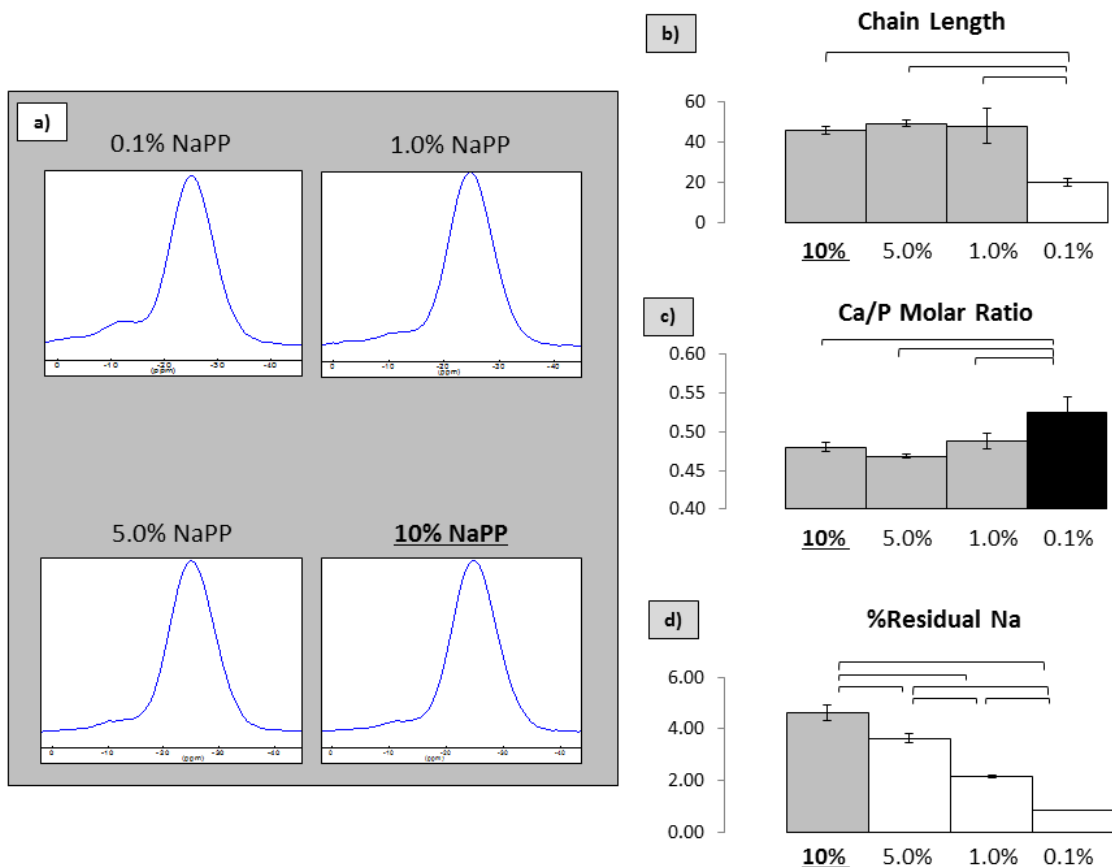 a)
0.1% NaPP
1.0% NaPP
0 -10 -20 -30 -40
(ppm)
0 -10 -20 -30 -40
(ppm)
5.0% NaPP
10% NaPP
0 -10 -20 -30 -40
(ppm)
0 -10 -20 -30 -40
(ppm)
b)
Chain Length
60
40
20
0
10% 5.0% 1.0% 0.1%
c)
Ca/P Molar Ratio
0.60
0.55
0.50
0.45
0.40
10% 5.0% 1.0% 0.1%
d)
%Residual Na
6.00
4.00
2.00
0.00
10% 5.0% 1.0% 0.1%